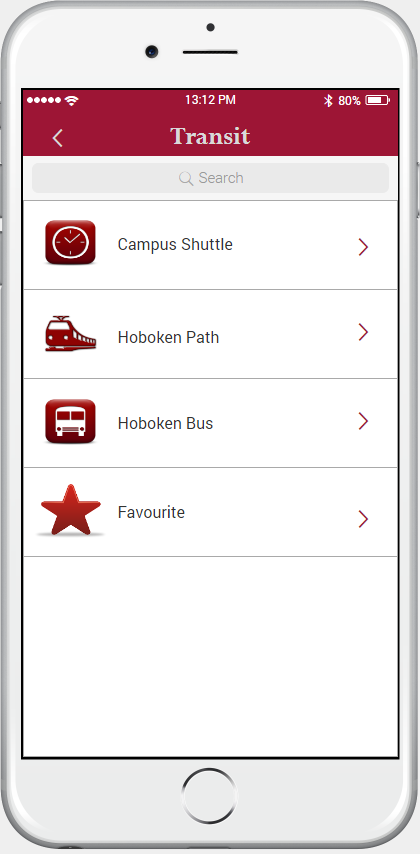 13:12 PM 80%
Transit
Search
Campus Shuttle
Hoboken Path
Hoboken Bus
Favourite